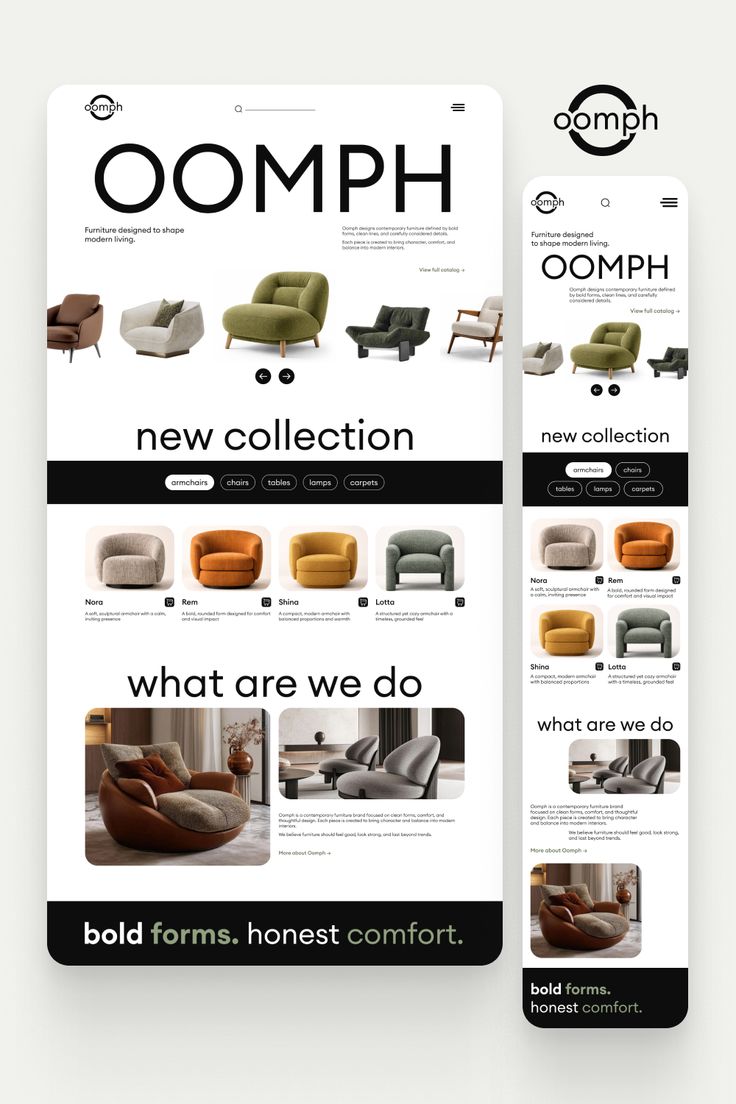 oomph
OOMPH
Furniture designed to shape
modern living.
Oomph designs contemporary furniture defined by bold
forms, clean lines, and carefully considered details.
Each piece is created to bring character, comfort, and
balance into modern interiors.
View full catalog →
new collection
armchairs
chairs
tables
lamps
carpets
Nora
A soft, sculptural armchair with a calm,
inviting presence
Rem
A bold, rounded form designed for comfort
and visual impact
Shina
A compact, modern armchair with
balanced proportions and warmth
Lotta
A structured yet cozy armchair with a
timeless, grounded feel
what are we do
Oomph is a contemporary furniture brand focused on clean forms, comfort, and
thoughtful design. Each piece is created to bring character and balance into modern
interiors.
We believe furniture should feel good, look strong, and last beyond trends.
More about Oomph →
bold forms. honest comfort.
oomph
oomph
Furniture designed
to shape modern living.
OOMPH
Oomph designs contemporary furniture defined
by bold forms, clean lines, and carefully
considered details.
View full catalog →
new collection
armchairs
chairs
tables
lamps
carpets
Nora
A soft, sculptural armchair with
a calm, inviting presence
Rem
A bold, rounded form designed
for comfort and visual impact
Shina
A compact, modern armchair
with balanced proportions
Lotta
A structured yet cozy armchair
with a timeless, grounded feel
what are we do
Oomph is a contemporary furniture brand
focused on clean forms, comfort, and thoughtful
design. Each piece is created to bring character
and balance into modern interiors.
We believe furniture should feel good, look strong,
and last beyond trends.
More about Oomph →
bold forms.
honest comfort.